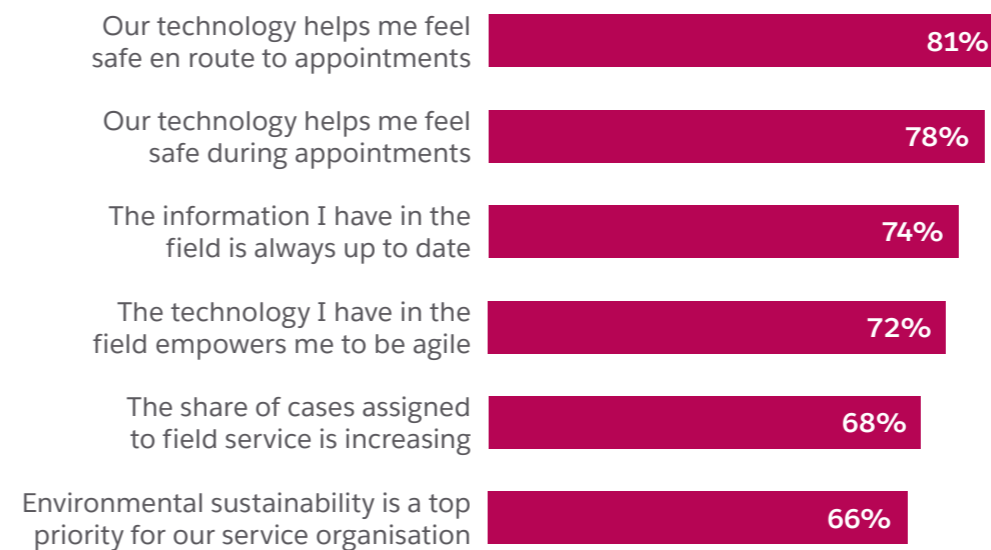 Our technology helps me feel
safe en route to appointments
81%
Our technology helps me feel
safe during appointments
78%
The information I have in the
field is always up to date
74%
The technology I have in the
field empowers me to be agile
72%
The share of cases assigned
to field service is increasing
68%
Environmental sustainability is a top
priority for our service organisation
66%